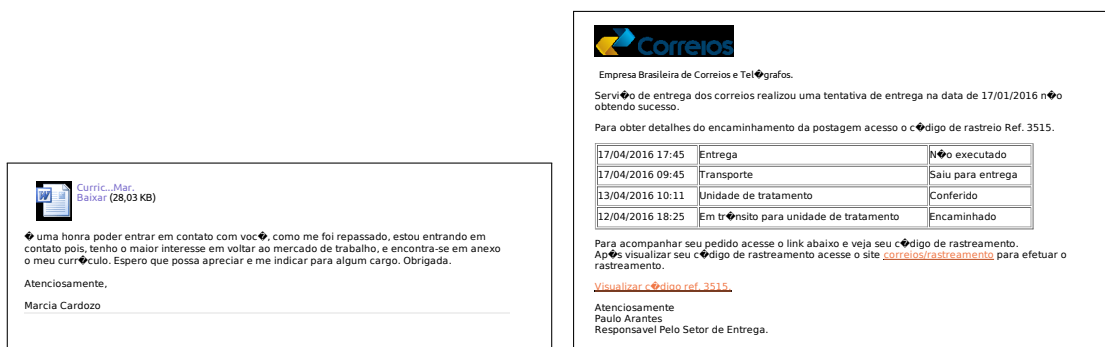 Curric...Mar.
Baixar (28,03 KB)
� uma honra poder entrar em contato com voc�, como me foi repassado, estou entrando em
contato pois, tenho o maior interesse em voltar ao mercado de trabalho, e encontra-se em anexo
o meu curr�culo. Espero que possa apreciar e me indicar para algum cargo. Obrigada.
Atenciosamente,
Marcia Cardozo
Correios
Empresa Brasileira de Correios e Tel�grafos.
Servi�o de entrega dos correios realizou uma tentativa de entrega na data de 17/01/2016 n�o
obtendo sucesso.
Para obter detalhes do encaminhamento da postagem acesso o c�digo de rastreio Ref. 3515.
17/04/2016 17:45 Entrega N�o executado
17/04/2016 09:45 Transporte Saiu para entrega
13/04/2016 10:11 Unidade de tratamento Conferido
12/04/2016 18:25 Em tr�nsito para unidade de tratamento Encaminhado
Para acompanhar seu pedido acesse o link abaixo e veja seu c�digo de rastreamento.
Ap�s visualizar seu c�digo de rastreamento acesse o site correios/rastreamento para efetuar o
rastreamento.
Visualizar c�digo ref. 3515.
Atenciosamente
Paulo Arantes
Responsavel Pelo Setor de Entrega.